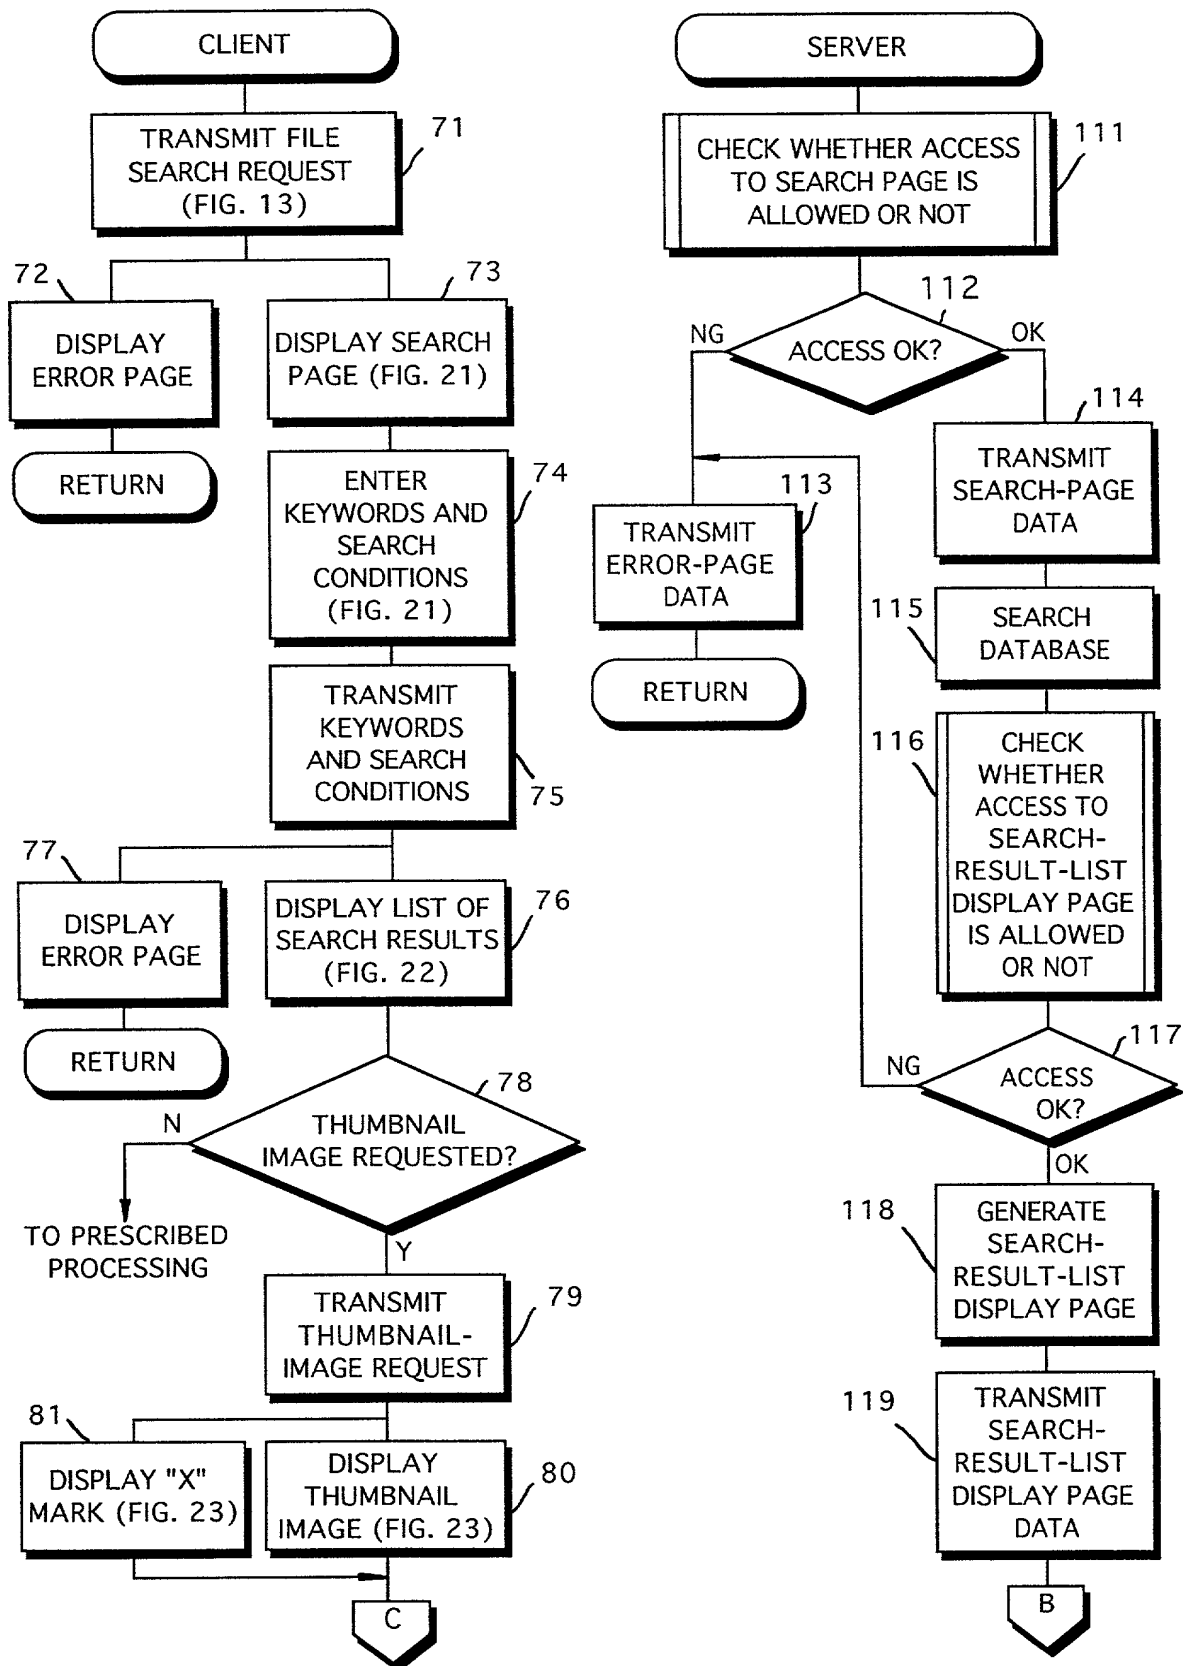 CLIENT
TRANSMIT FILE
SEARCH REQUEST
(FIG. 13)
71
72
DISPLAY
ERROR PAGE
RETURN
73
DISPLAY SEARCH
PAGE (FIG. 21)
ENTER
KEYWORDS AND
SEARCH
CONDITIONS
(FIG. 21)
74
TRANSMIT
KEYWORDS
AND SEARCH
CONDITIONS
75
77
DISPLAY
ERROR PAGE
RETURN
DISPLAY LIST OF
SEARCH RESULTS
(FIG. 22)
76
78
THUMBNAIL
IMAGE REQUESTED?
N
TO PRESCRIBED
PROCESSING
Y
TRANSMIT
THUMBNAIL-
IMAGE REQUEST
79
81
DISPLAY "X"
MARK (FIG. 23)
DISPLAY
THUMBNAIL
IMAGE (FIG. 23)
80
C
SERVER
CHECK WHETHER ACCESS
TO SEARCH PAGE IS
ALLOWED OR NOT
111
112
ACCESS OK?
NG
OK
113
TRANSMIT
ERROR-PAGE
DATA
RETURN
114
TRANSMIT
SEARCH-PAGE
DATA
115
SEARCH
DATABASE
116
CHECK
WHETHER
ACCESS TO
SEARCH-
RESULT-LIST
DISPLAY PAGE
IS ALLOWED
OR NOT
117
ACCESS
OK?
NG
OK
118
GENERATE
SEARCH-
RESULT-LIST
DISPLAY PAGE
119
TRANSMIT
SEARCH-
RESULT-LIST
DISPLAY PAGE
DATA
B